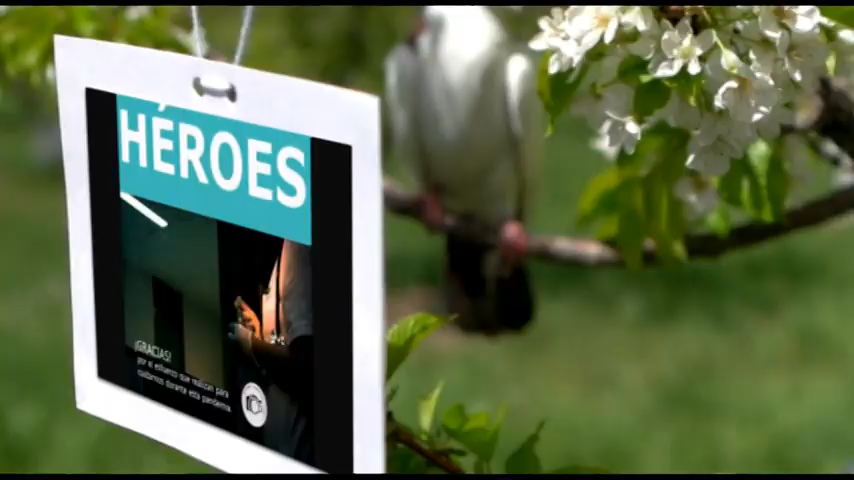 HÉROES
¡GRACIAS!
por el esfuerzo que realizan para
cuidarnos durante esta pandemia.